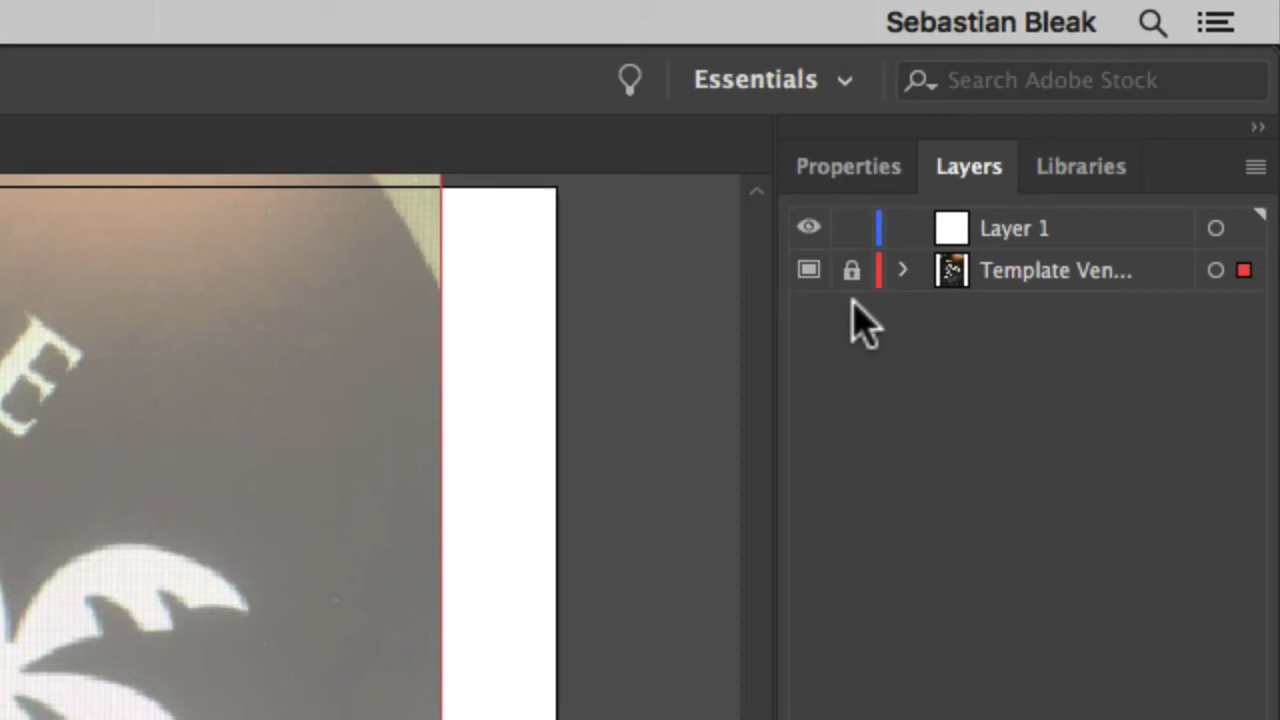 Sebastian Bleak
Essentials
Search Adobe Stock
Properties
Layers
Libraries
Layer 1
Template Ven...
E